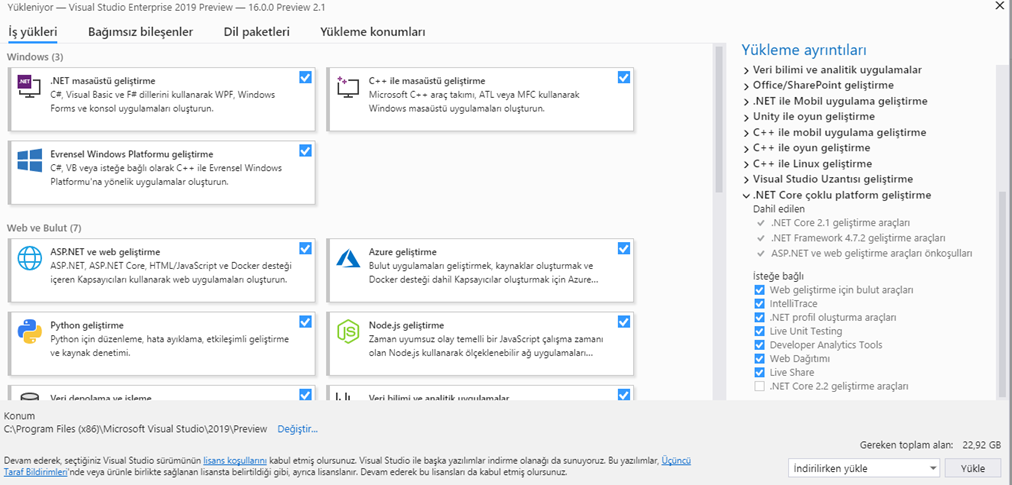 Yükleniyor — Visual Studio Enterprise 2019 Preview — 16.0.0 Preview 2.1
İş yükleri Bağımsız bileşenler Dil paketleri Yükleme konumları
Windows (3)
.NET masaüstü geliştirme
C#, Visual Basic ve F# dillerini kullanarak WPF, Windows
Forms ve konsol uygulamaları oluşturun.
C++ ile masaüstü geliştirme
Microsoft C++ araç takımı, ATL veya MFC kullanarak
Windows masaüstü uygulamaları oluşturun.
Evrensel Windows Platformu geliştirme
C#, VB veya isteğe bağlı olarak C++ ile Evrensel Windows
Platformu'na yönelik uygulamalar oluşturun.
Web ve Bulut (7)
ASP.NET ve web geliştirme
ASP.NET, ASP.NET Core, HTML/JavaScript ve Docker desteği
içeren Kapsayıcıları kullanarak web uygulamaları oluşturun.
Azure geliştirme
Bulut uygulamaları geliştirmek, kaynaklar oluşturmak ve
Docker desteği dahil Kapsayıcılar oluşturmak için Azure...
Python geliştirme
Python için düzenleme, hata ayıklama, etkileşimli geliştirme
ve kaynak denetimi.
Node.js geliştirme
Zaman uyumsuz olay temelli bir JavaScript çalışma zamanı
olan Node.js kullanarak ölçeklenebilir ağ uygulamaları...
Veri depolama ve işleme
Veri bilimi ve analitik uygulamalar
Yükleme ayrıntıları
Veri bilimi ve analitik uygulamalar
Office/SharePoint geliştirme
.NET ile Mobil uygulama geliştirme
Unity ile oyun geliştirme
C++ ile mobil uygulama geliştirme
C++ ile oyun geliştirme
C++ ile Linux geliştirme
Visual Studio Uzantısı geliştirme
.NET Core çoklu platform geliştirme
Dahil edilen
.NET Core 2.1 geliştirme araçları
.NET Framework 4.7.2 geliştirme araçları
ASP.NET ve web geliştirme araçları önkoşulları
İsteğe bağlı
Web geliştirme için bulut araçları
IntelliTrace
.NET profil oluşturma araçları
Live Unit Testing
Developer Analytics Tools
Web Dağıtımı
Live Share
.NET Core 2.2 geliştirme araçları
Konum
C:\Program Files (x86)\Microsoft Visual Studio\2019\Preview Değiştir...
Gereken toplam alan: 22,92 GB
Devam ederek, seçtiğiniz Visual Studio sürümünün lisans koşullarını kabul etmiş olursunuz. Visual Studio ile başka yazılımlar indirme olanağı da sunuyoruz. Bu yazılımlar, Üçüncü
Taraf Bildirimleri'nde veya ürünle birlikte sağlanan lisansta belirtildiği gibi, ayrıca lisanslanır. Devam ederek bu lisansları da kabul etmiş olursunuz.
İndirilirken yükle Yükle